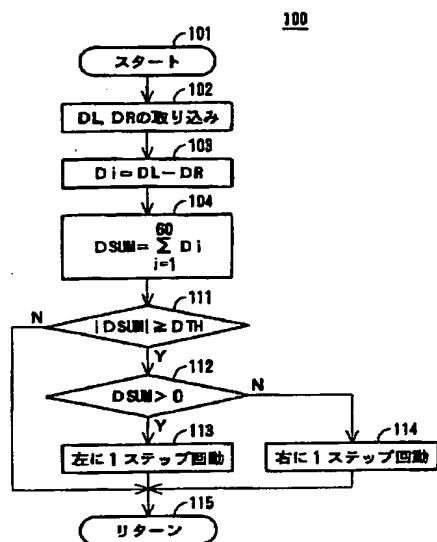 100
101
スタート
102
DL, DRの取り込み
103
Di=DL−DR
104
60
DSUM= Σ Di
i=1
111
N
|DSUM|≧DTH
Y
112
DSUM>0
N
Y
113
左に1ステップ回動
114
右に1ステップ回動
115
リターン